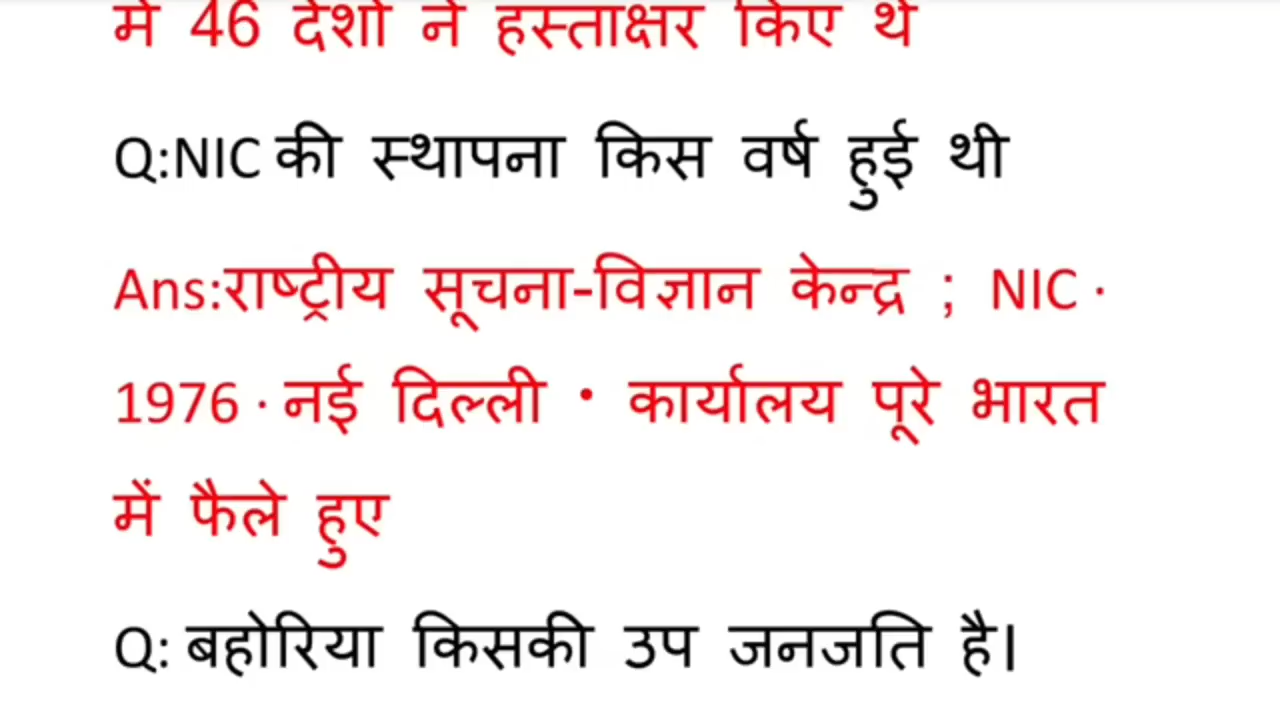 में 46 देशों ने हस्ताक्षर किए थे
Q:NIC की स्थापना किस वर्ष हुई थी
Ans:राष्ट्रीय सूचना-विज्ञान केन्द्र ; NIC ·
1976 · नई दिल्ली · कार्यालय पूरे भारत
में फैले हुए
Q: बहोरिया किसकी उप जनजति है।